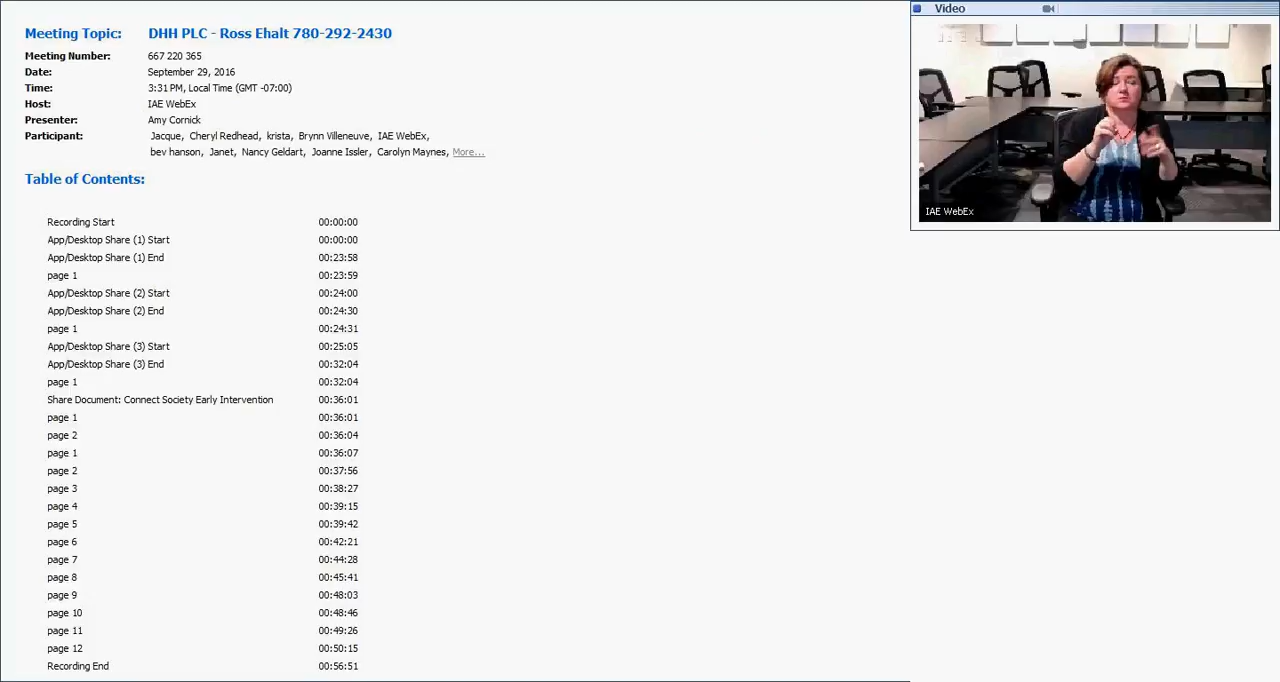 Meeting Topic: DHH PLC - Ross Ehalt 780-292-2430
Meeting Number: 667 220 365
Date: September 29, 2016
Time: 3:31 PM, Local Time (GMT -07:00)
Host: IAE WebEx
Presenter: Amy Cornick
Participant: Jacque, Cheryl Redhead, krista, Brynn Villeneuve, IAE WebEx,
bev hanson, Janet, Nancy Geldart, Joanne Issler, Carolyn Maynes, More...
Table of Contents:
Recording Start 00:00:00
App/Desktop Share (1) Start 00:00:00
App/Desktop Share (1) End 00:23:58
page 1 00:23:59
App/Desktop Share (2) Start 00:24:00
App/Desktop Share (2) End 00:24:30
page 1 00:24:31
App/Desktop Share (3) Start 00:25:05
App/Desktop Share (3) End 00:32:04
page 1 00:32:04
Share Document: Connect Society Early Intervention 00:36:01
page 1 00:36:01
page 2 00:36:04
page 1 00:36:07
page 2 00:37:56
page 3 00:38:27
page 4 00:39:15
page 5 00:39:42
page 6 00:42:21
page 7 00:44:28
page 8 00:45:41
page 9 00:48:03
page 10 00:48:46
page 11 00:49:26
page 12 00:50:15
Recording End 00:56:51
Video
IAE WebEx